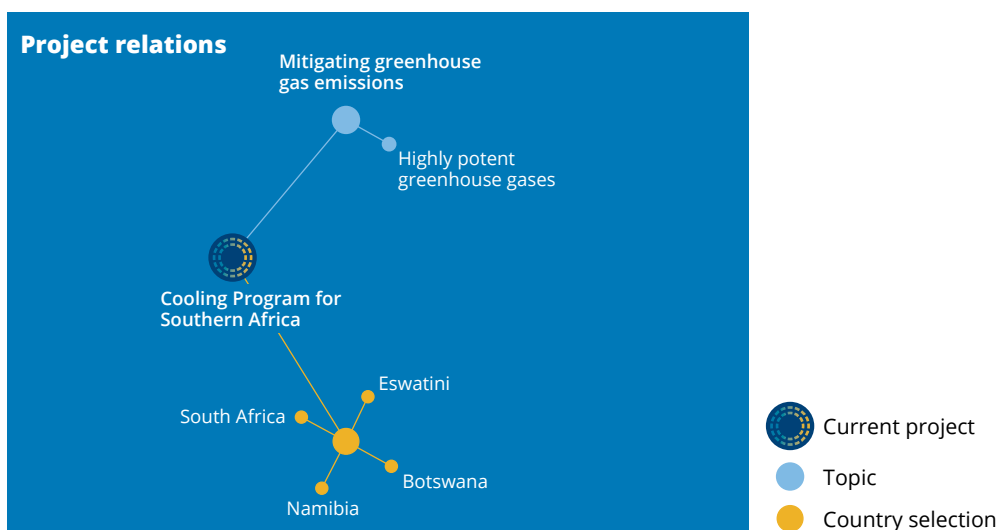 Project relations
Mitigating greenhouse
gas emissions
Highly potent
greenhouse gases
Cooling Program for
Southern Africa
Eswatini
South Africa
Botswana
Namibia
Current project
Topic
Country selection